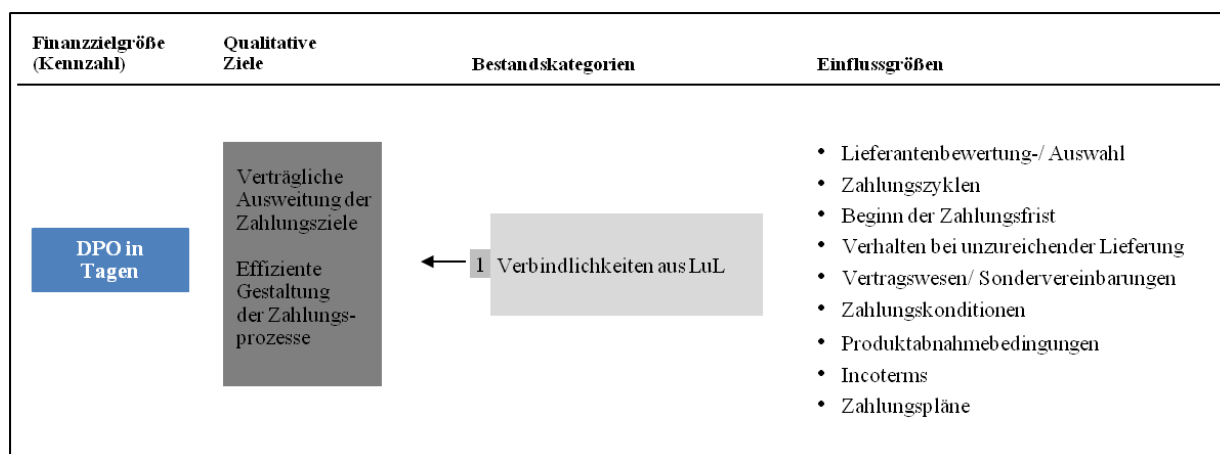 Finanzzielgröße
(Kennzahl)
Qualitative
Ziele
Bestandskategorien
Einflussgrößen
DPO in
Tagen
Verträgliche
Ausweitung der
Zahlungsziele
Effiziente
Gestaltung
der Zahlungs-
prozesse
1 Verbindlichkeiten aus LuL
• Lieferantenbewertung-/ Auswahl
• Zahlungszyklen
• Beginn der Zahlungsfrist
• Verhalten bei unzureichender Lieferung
• Vertragswesen/ Sondervereinbarungen
• Zahlungskonditionen
• Produktabnahmebedingungen
• Incoterms
• Zahlungspläne